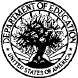 DEPARTMENT OF EDUCATION
UNITED STATES OF AMERICA